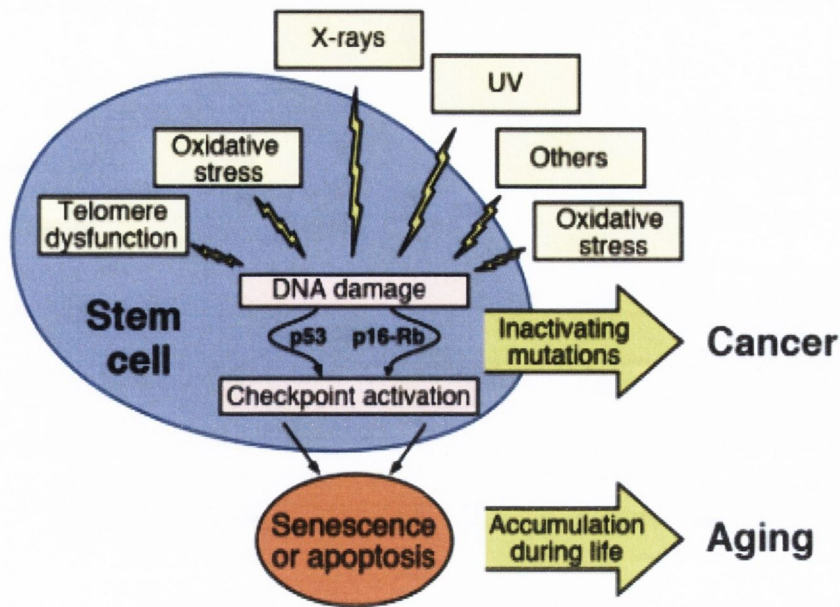 X-rays
UV
Oxidative
stress
Others
Telomere
dysfunction
Oxidative
stress
DNA damage
Stem
cell
p53 p16-Rb
Inactivating
mutations
Cancer
Checkpoint activation
Senescence
or apoptosis
Accumulation
during life
Aging